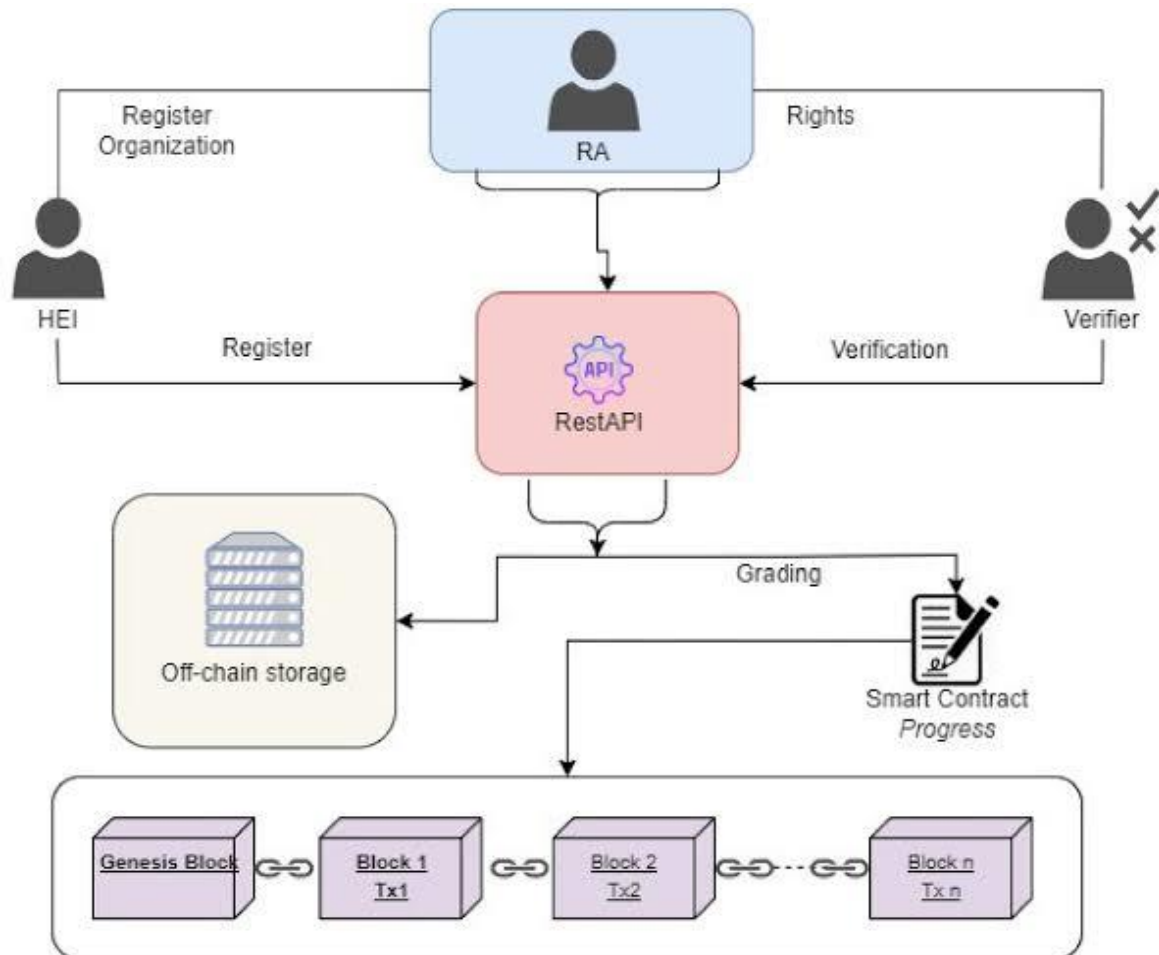 RA
Register
Organization
Rights
HEI
Verifier
Register
Verification
API
RestAPI
Grading
Off-chain storage
Smart Contract
Progress
Genesis Block
Block 1
Tx1
Block 2
Tx2
Block n
Tx n